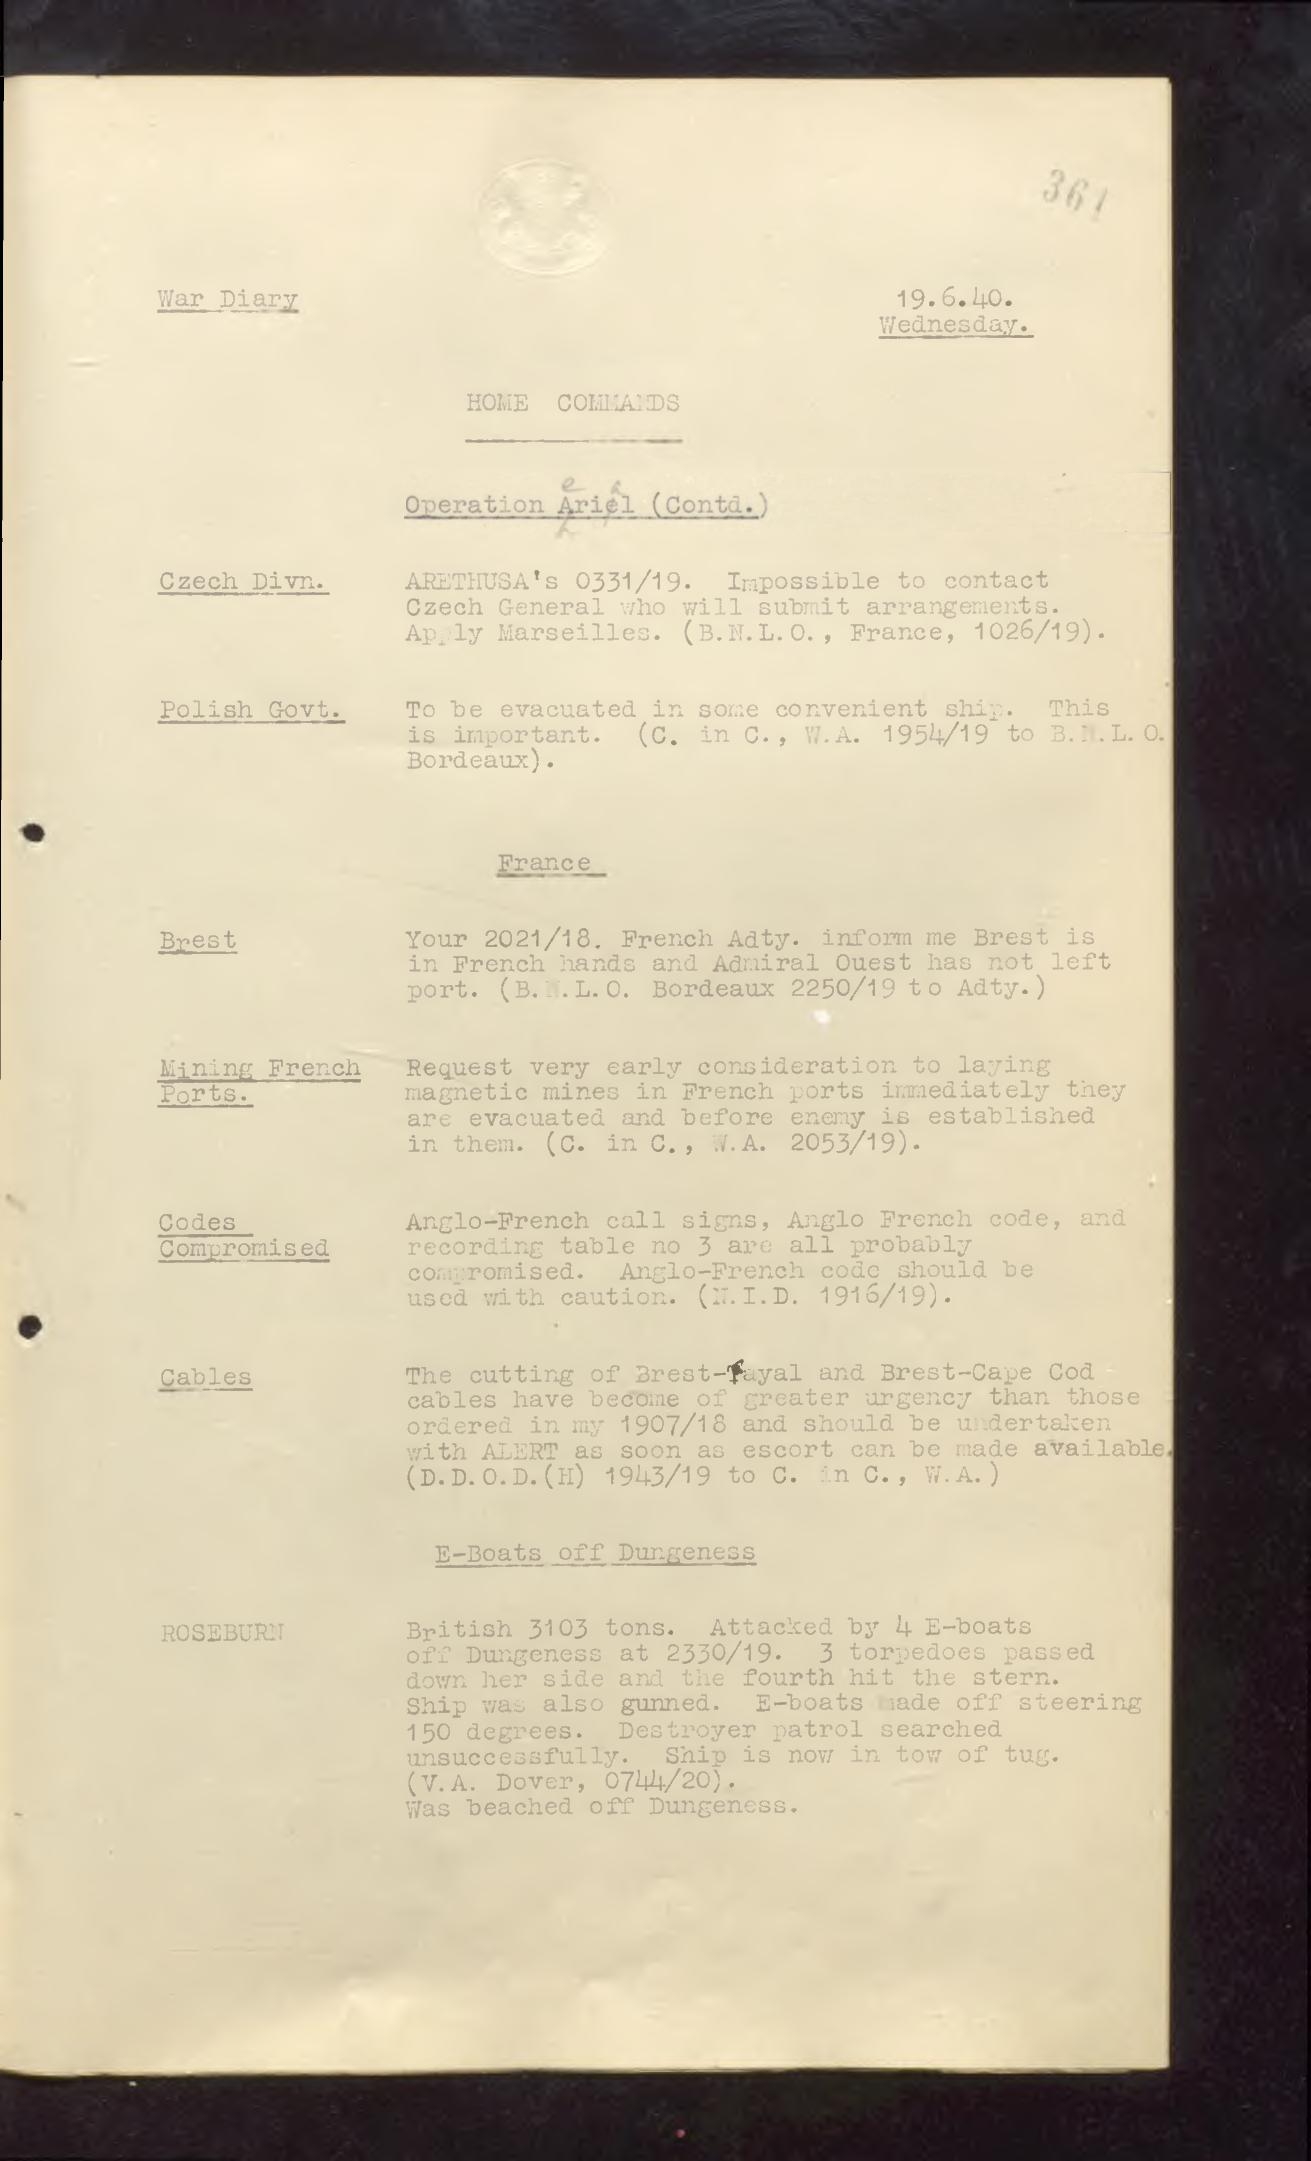 361
War Diary
19.6.40.
Wednesday.
HOME COMMANDS
Operation Ariel (Contd.)
Czech Divn.
ARETHUSA's 0331/19. Impossible to contact
Czech General who will submit arrangements.
Apply Marseilles. (B.N.L.O., France, 1026/19).
Polish Govt.
To be evacuated in some convenient ship. This
is important. (C. in C., W.A. 1954/19 to B.N.L.O.
Bordeaux).
France
Brest
Your 2021/18. French Adty. inform me Brest is
in French hands and Admiral Ouest has not left
port. (B.N.L.O. Bordeaux 2250/19 to Adty.)
Mining French
Ports.
Request very early consideration to laying
magnetic mines in French ports immediately they
are evacuated and before enemy is established
in them. (C. in C., W.A. 2053/19).
Codes
Compromised
Anglo-French call signs, Anglo French code, and
recording table no 3 are all probably
compromised. Anglo-French code should be
used with caution. (N.I.D. 1916/19).
Cables
The cutting of Brest-Fayal and Brest-Cape Cod
cables have become of greater urgency than those
ordered in my 1907/18 and should be undertaken
with ALERT as soon as escort can be made available.
(D.D.O.D.(H) 1943/19 to C. in C., W.A.)
E-Boats off Dungeness
ROSEBURN
British 3103 tons. Attacked by 4 E-boats
off Dungeness at 2330/19. 3 torpedoes passed
down her side and the fourth hit the stern.
Ship was also gunned. E-boats made off steering
150 degrees. Destroyer patrol searched
unsuccessfully. Ship is now in tow of tug.
(V.A. Dover, 0744/20).
Was beached off Dungeness.